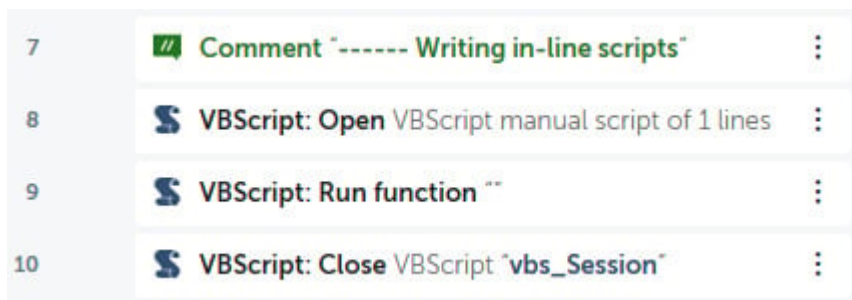 7 Comment "------ Writing in-line scripts"
8 VBScript: Open VBScript manual script of 1 lines
9 VBScript: Run function ""
10 VBScript: Close VBScript "vbs_Session"